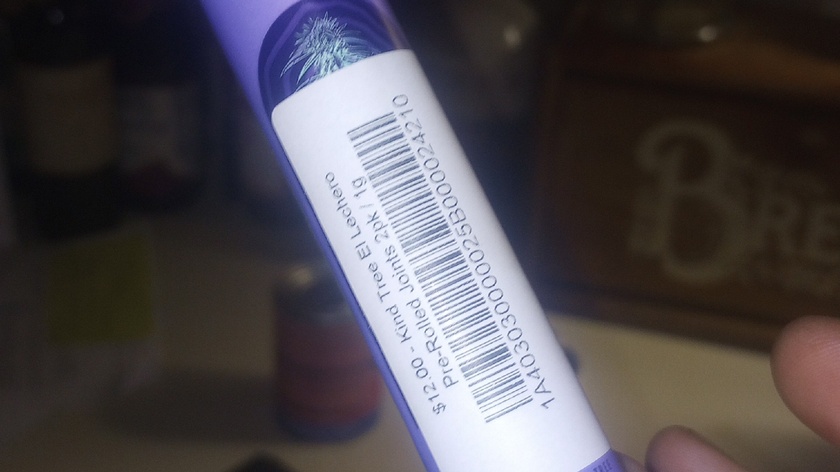 $12.00 - Kind Tree El Lechero
Pre-Rolled Joints 2pk / 1g
1A4030300000025B000024210